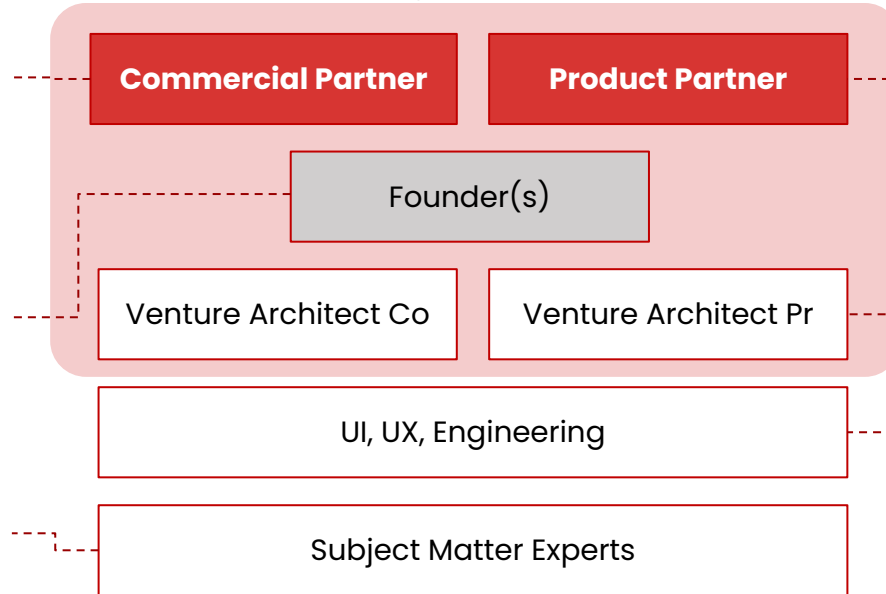 Commercial Partner
Product Partner
Founder(s)
Venture Architect Co
Venture Architect Pr
UI, UX, Engineering
Subject Matter Experts